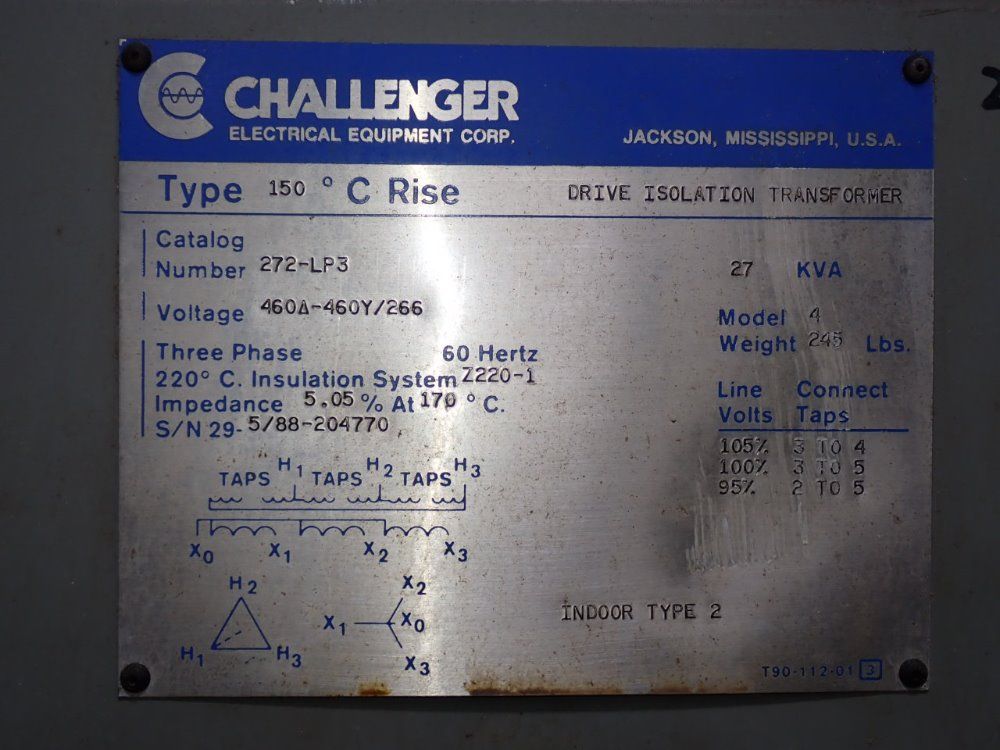 CHALLENGER
ELECTRICAL EQUIPMENT CORP.
JACKSON, MISSISSIPPI, U.S.A.
Type 150 °C Rise
DRIVE ISOLATION TRANSFORMER
Catalog
Number 272-LP3
27 KVA
Voltage 460Δ-460Y/266
Model 4
Weight 245 Lbs.
Three Phase 60 Hertz
220° C. Insulation System Z220-1
Impedance 5.05 % At 170 ° C.
S/N 29-5/88-204770
Line Connect
Volts Taps
105% 3 TO 4
100% 3 TO 5
95% 2 TO 5
H1 H2 H3
TAPS TAPS TAPS
X0 X1 X2 X3
H2
H1 H3
X2
X1 X0
X3
INDOOR TYPE 2
T90-112-01 3